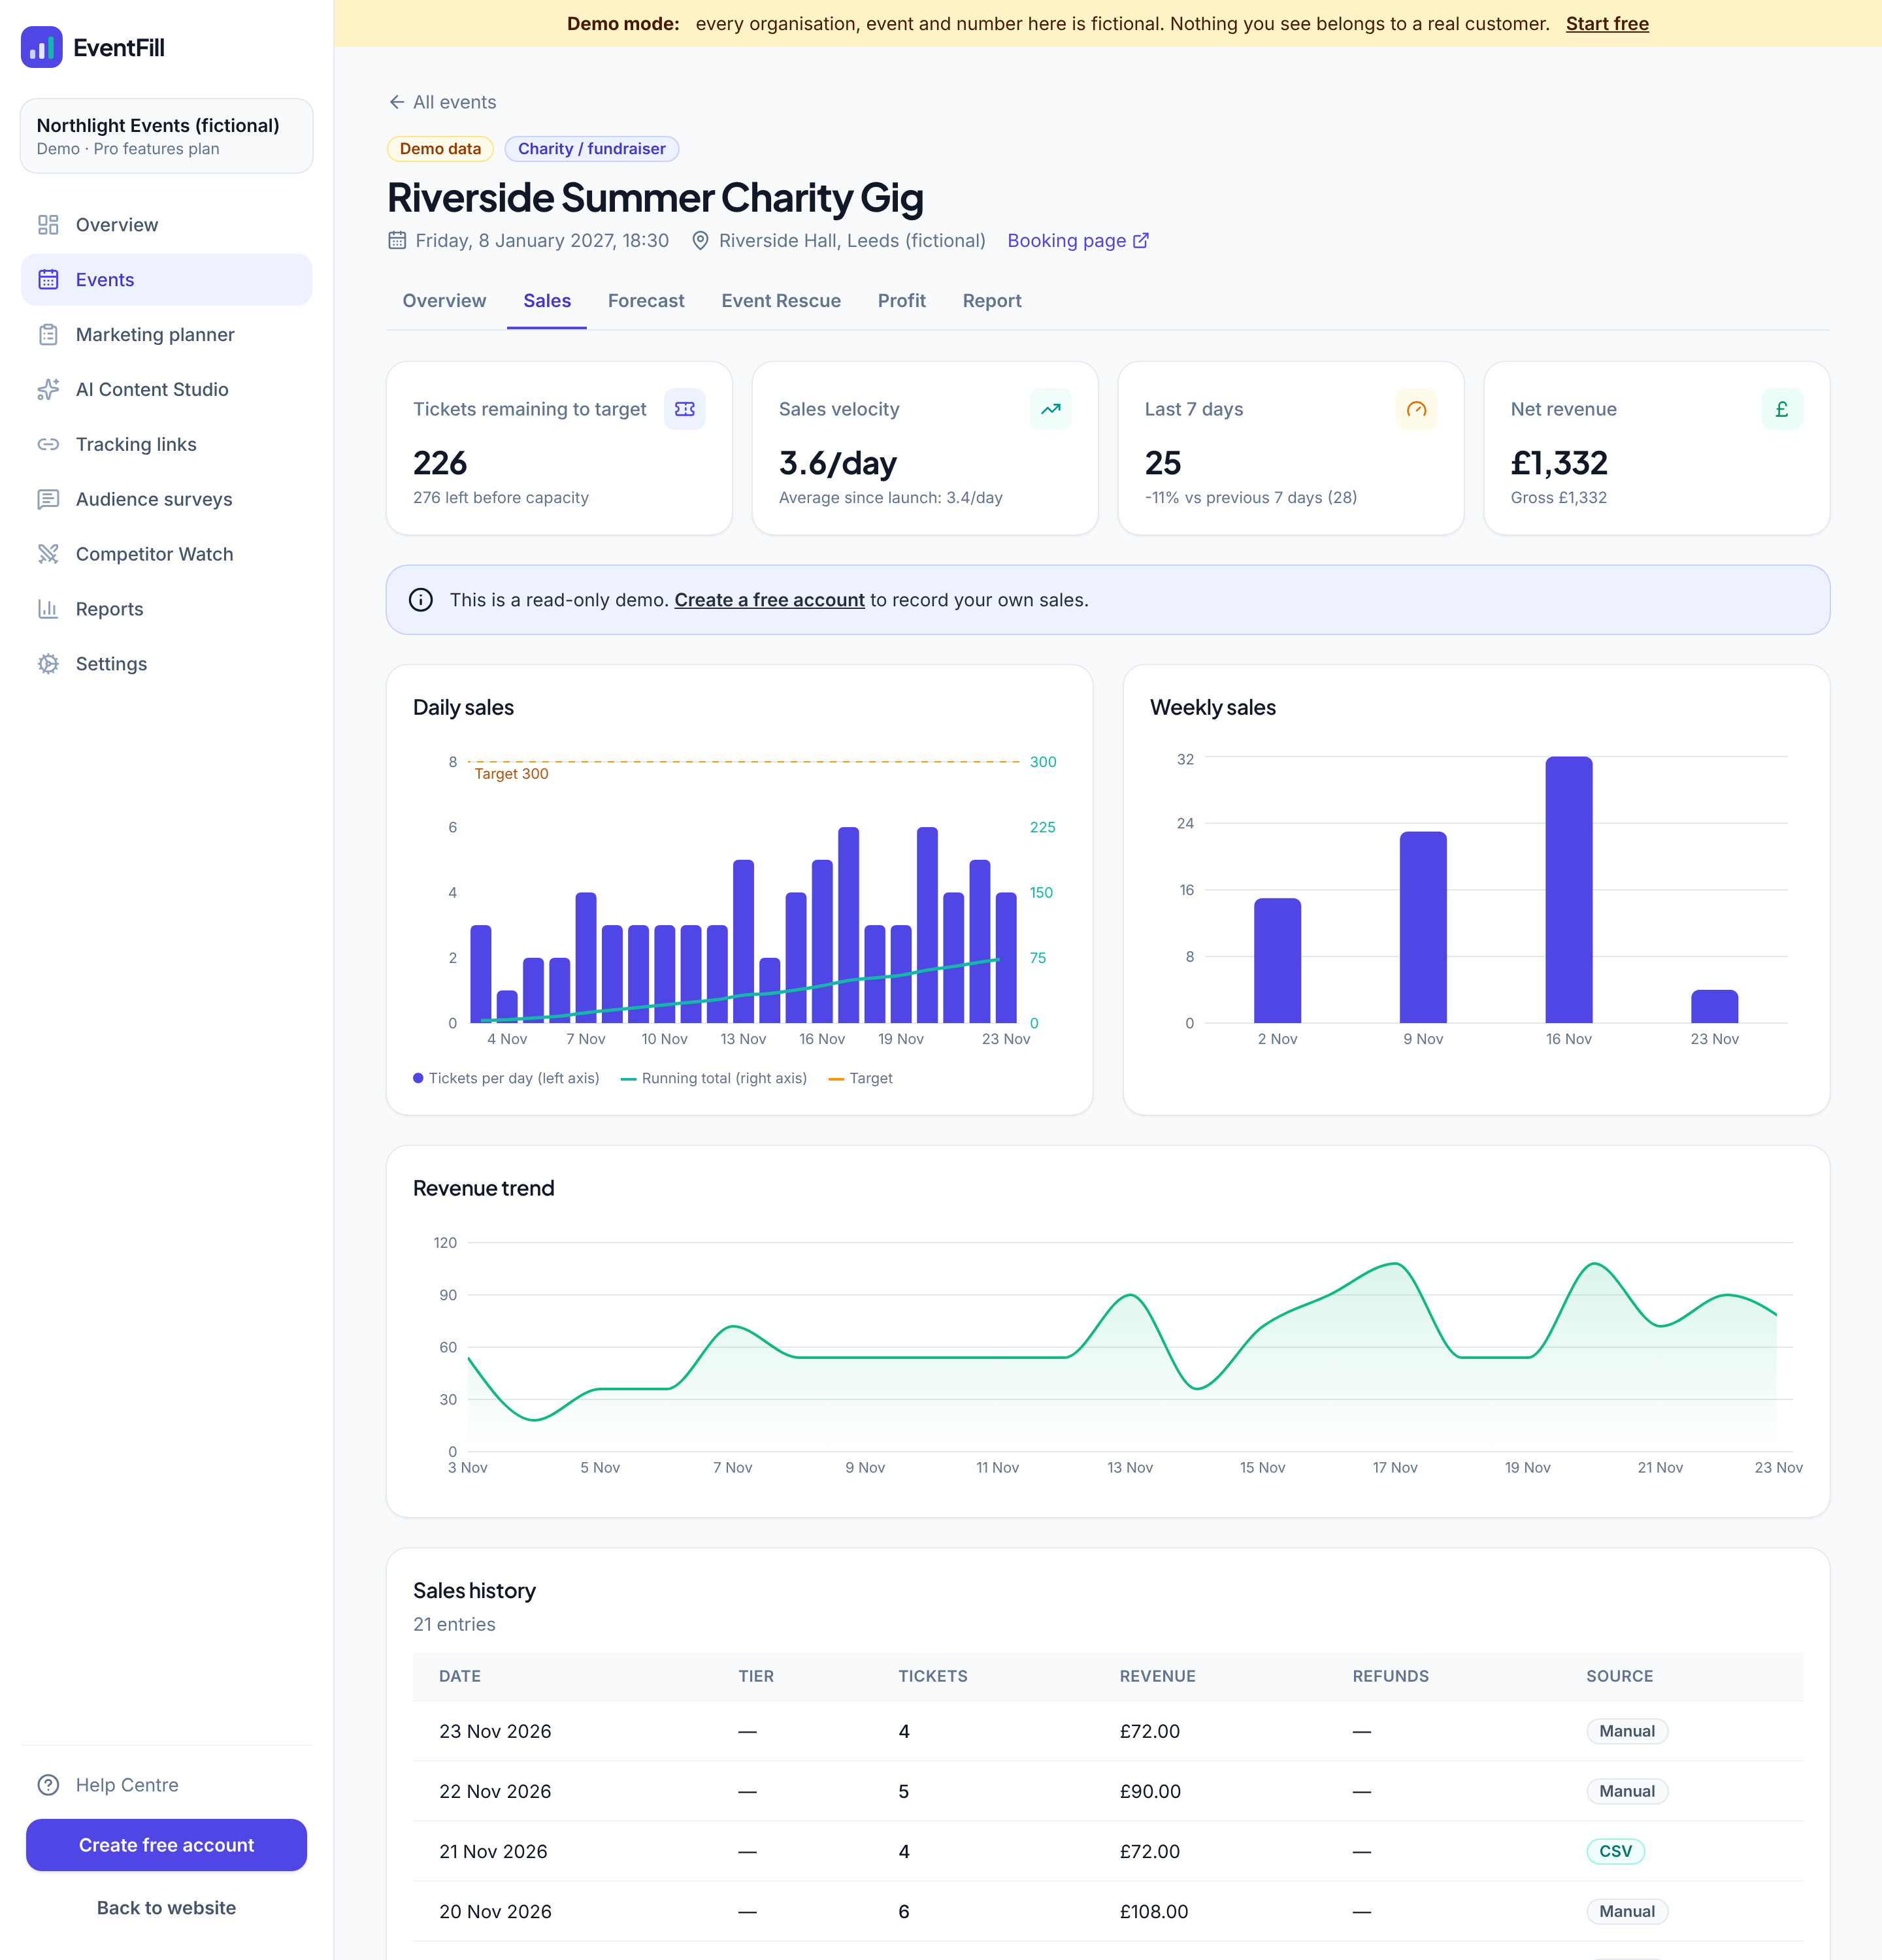 EventFill
Northlight Events (fictional)
Demo · Pro features plan
Overview
Events
Marketing planner
AI Content Studio
Tracking links
Audience surveys
Competitor Watch
Reports
Settings
Help Centre
Create free account
Back to website
Demo mode: every organisation, event and number here is fictional. Nothing you see belongs to a real customer. Start free
All events
Demo data Charity / fundraiser
Riverside Summer Charity Gig
Friday, 8 January 2027, 18:30 Riverside Hall, Leeds (fictional) Booking page
Overview Sales Forecast Event Rescue Profit Report
Tickets remaining to target
226
276 left before capacity
Sales velocity
3.6/day
Average since launch: 3.4/day
Last 7 days
25
-11% vs previous 7 days (28)
Net revenue
£
£1,332
Gross £1,332
This is a read-only demo. Create a free account to record your own sales.
Daily sales
8 300
Target 300
6 225
4 150
2 75
0 0
4 Nov 7 Nov 10 Nov 13 Nov 16 Nov 19 Nov 23 Nov
Tickets per day (left axis) Running total (right axis) Target
Weekly sales
32
24
16
8
0
2 Nov 9 Nov 16 Nov 23 Nov
Revenue trend
120
90
60
30
0
3 Nov 5 Nov 7 Nov 9 Nov 11 Nov 13 Nov 15 Nov 17 Nov 19 Nov 21 Nov 23 Nov
Sales history
21 entries
DATE TIER TICKETS REVENUE REFUNDS SOURCE
23 Nov 2026 — 4 £72.00 — Manual
22 Nov 2026 — 5 £90.00 — Manual
21 Nov 2026 — 4 £72.00 — CSV
20 Nov 2026 — 6 £108.00 — Manual